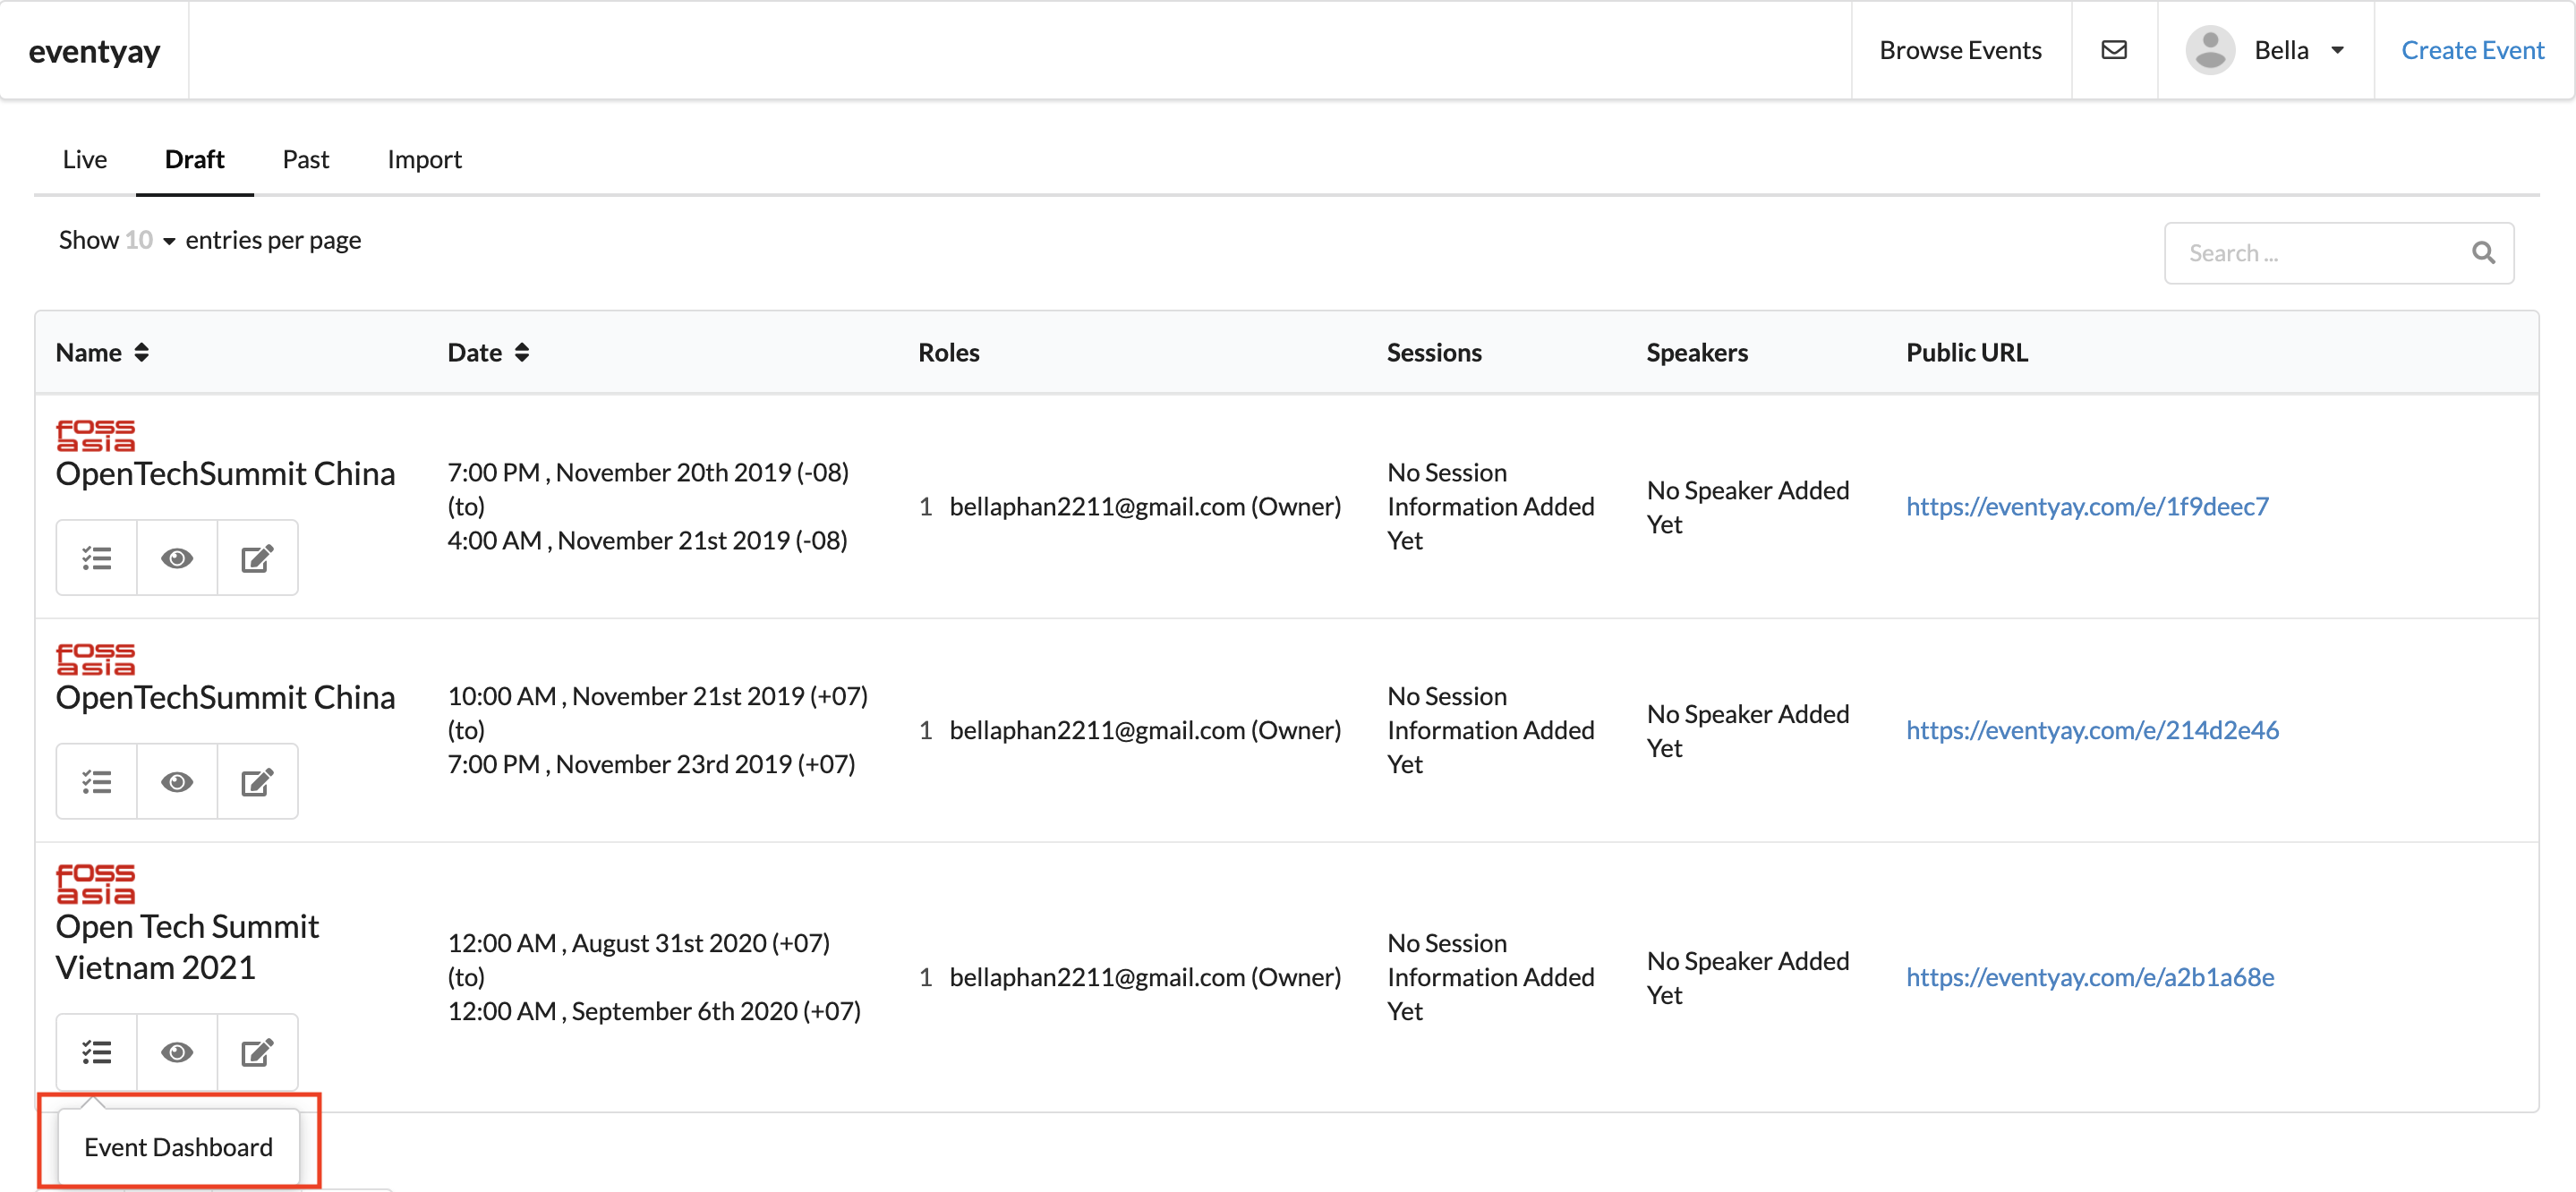 eventyay
Browse Events
Bella
Create Event
Live
Draft
Past
Import
Show 10 entries per page
Search ...
Name
Date
Roles
Sessions
Speakers
Public URL
FOSS
asia
OpenTechSummit China
7:00 PM , November 20th 2019 (-08)
(to)
4:00 AM , November 21st 2019 (-08)
1 bellaphan2211@gmail.com (Owner)
No Session
Information Added
Yet
No Speaker Added
Yet
https://eventyay.com/e/1f9deec7
FOSS
asia
OpenTechSummit China
10:00 AM , November 21st 2019 (+07)
(to)
7:00 PM , November 23rd 2019 (+07)
1 bellaphan2211@gmail.com (Owner)
No Session
Information Added
Yet
No Speaker Added
Yet
https://eventyay.com/e/214d2e46
FOSS
asia
Open Tech Summit
Vietnam 2021
12:00 AM , August 31st 2020 (+07)
(to)
12:00 AM , September 6th 2020 (+07)
1 bellaphan2211@gmail.com (Owner)
No Session
Information Added
Yet
No Speaker Added
Yet
https://eventyay.com/e/a2b1a68e
Event Dashboard